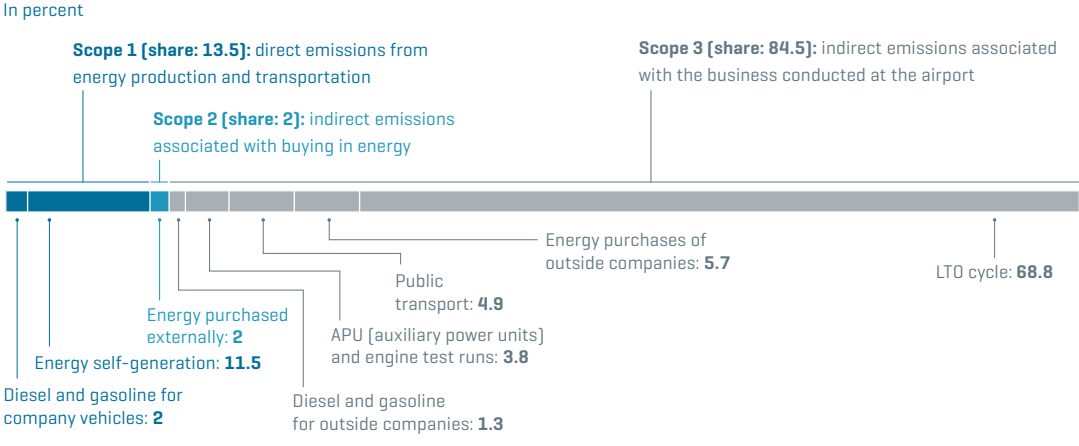 In percent
Scope 1 (share: 13.5): direct emissions from
energy production and transportation
Scope 2 (share: 2): indirect emissions
associated with buying in energy
Scope 3 (share: 84.5): indirect emissions associated
with the business conducted at the airport
Energy purchases of
outside companies: 5.7
LTO cycle: 68.8
Public
transport: 4.9
Energy purchased
externally: 2
APU (auxiliary power units)
and engine test runs: 3.8
Energy self-generation: 11.5
Diesel and gasoline for
company vehicles: 2
Diesel and gasoline
for outside companies: 1.3